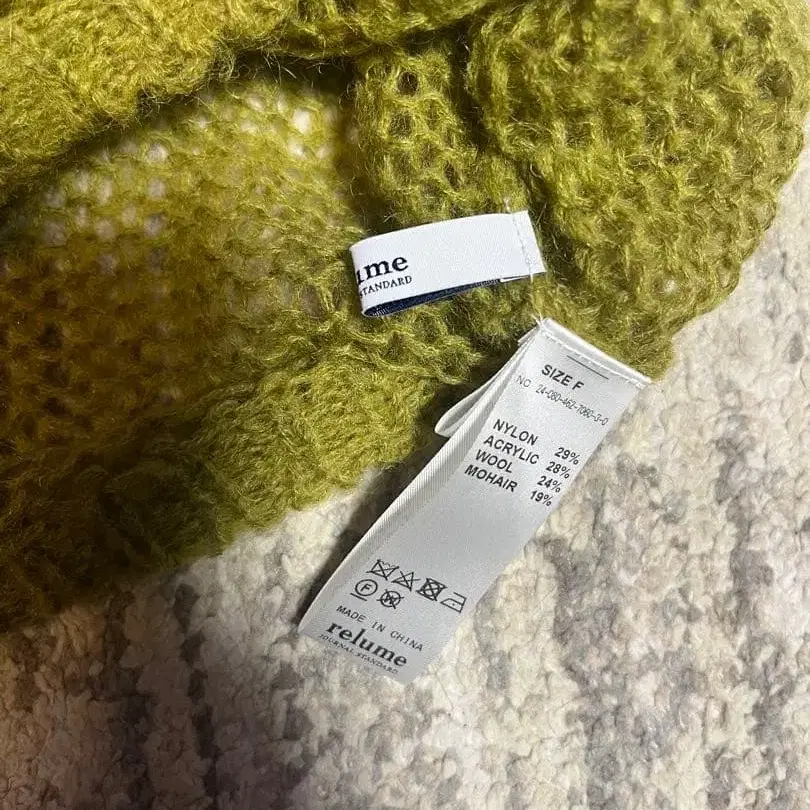 ume
STANDARD
SIZE F
NO 24-080-462-7080-3-0
NYLON 29%
ACRYLIC 28%
WOOL 24%
MOHAIR 19%
MADE IN CHINA
relume
JOURNAL STANDARD